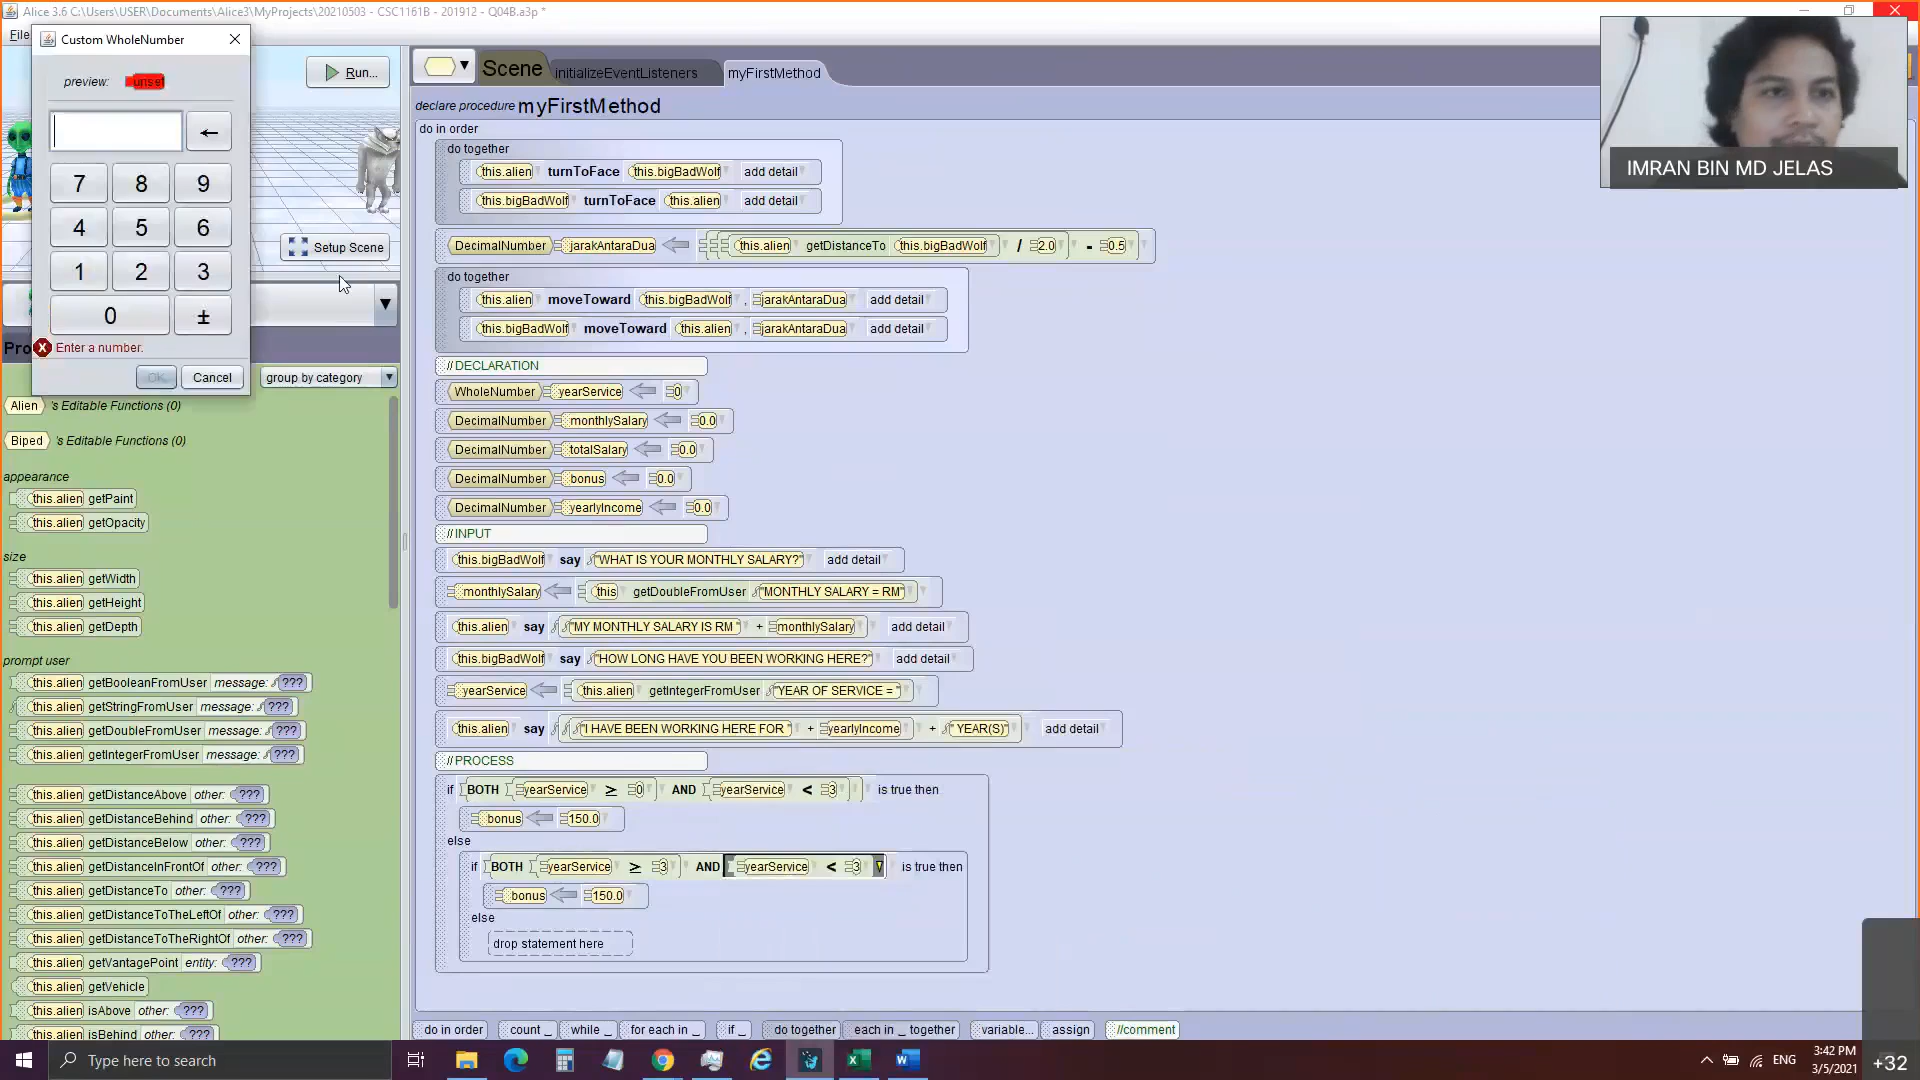 Alice 3.6 C:\Users\USER\Documents\Alice3\MyProjects\20210503 - CSC1161B - 201912 - Q04B.a3p *
File
Custom WholeNumber
preview: unset
←
7 8 9
4 5 6
1 2 3
0 ±
Enter a number.
OK Cancel
Run...
Setup Scene
Pro
group by category
Alien 's Editable Functions (0)
Biped 's Editable Functions (0)
appearance
this.alien getPaint
this.alien getOpacity
size
this.alien getWidth
this.alien getHeight
this.alien getDepth
prompt user
this.alien getBooleanFromUser message: ???
this.alien getStringFromUser message: ???
this.alien getDoubleFromUser message: ???
this.alien getIntegerFromUser message: ???
this.alien getDistanceAbove other: ???
this.alien getDistanceBehind other: ???
this.alien getDistanceBelow other: ???
this.alien getDistanceInFrontOf other: ???
this.alien getDistanceTo other: ???
this.alien getDistanceToTheLeftOf other: ???
this.alien getDistanceToTheRightOf other: ???
this.alien getVantagePoint entity: ???
this.alien getVehicle
this.alien isAbove other: ???
this.alien isBehind other: ???
Scene initializeEventListeners myFirstMethod
declare procedure myFirstMethod
do in order
do together
this.alien turnToFace this.bigBadWolf add detail
this.bigBadWolf turnToFace this.alien add detail
DecimalNumber jarakAntaraDua this.alien getDistanceTo this.bigBadWolf / 2.0 - 0.5
do together
this.alien moveToward this.bigBadWolf , jarakAntaraDua add detail
this.bigBadWolf moveToward this.alien , jarakAntaraDua add detail
//DECLARATION
WholeNumber yearService 0
DecimalNumber monthlySalary 0.0
DecimalNumber totalSalary 0.0
DecimalNumber bonus 0.0
DecimalNumber yearlyIncome 0.0
//INPUT
this.bigBadWolf say "WHAT IS YOUR MONTHLY SALARY?" add detail
monthlySalary this getDoubleFromUser "MONTHLY SALARY = RM"
this.alien say "MY MONTHLY SALARY IS RM " + monthlySalary add detail
this.bigBadWolf say "HOW LONG HAVE YOU BEEN WORKING HERE?" add detail
yearService this.alien getIntegerFromUser "YEAR OF SERVICE = "
this.alien say "I HAVE BEEN WORKING HERE FOR " + yearlyIncome + " YEAR(S)" add detail
//PROCESS
if BOTH yearService ≥ 0 AND yearService < 3 is true then
bonus 150.0
else
if BOTH yearService ≥ 3 AND yearService < 3 is true then
bonus 150.0
else
drop statement here
do in order count _ while _ for each in _ if _ do together each in _ together variable... assign //comment
IMRAN BIN MD JELAS
Type here to search
ENG
3:42 PM
3/5/2021
+32